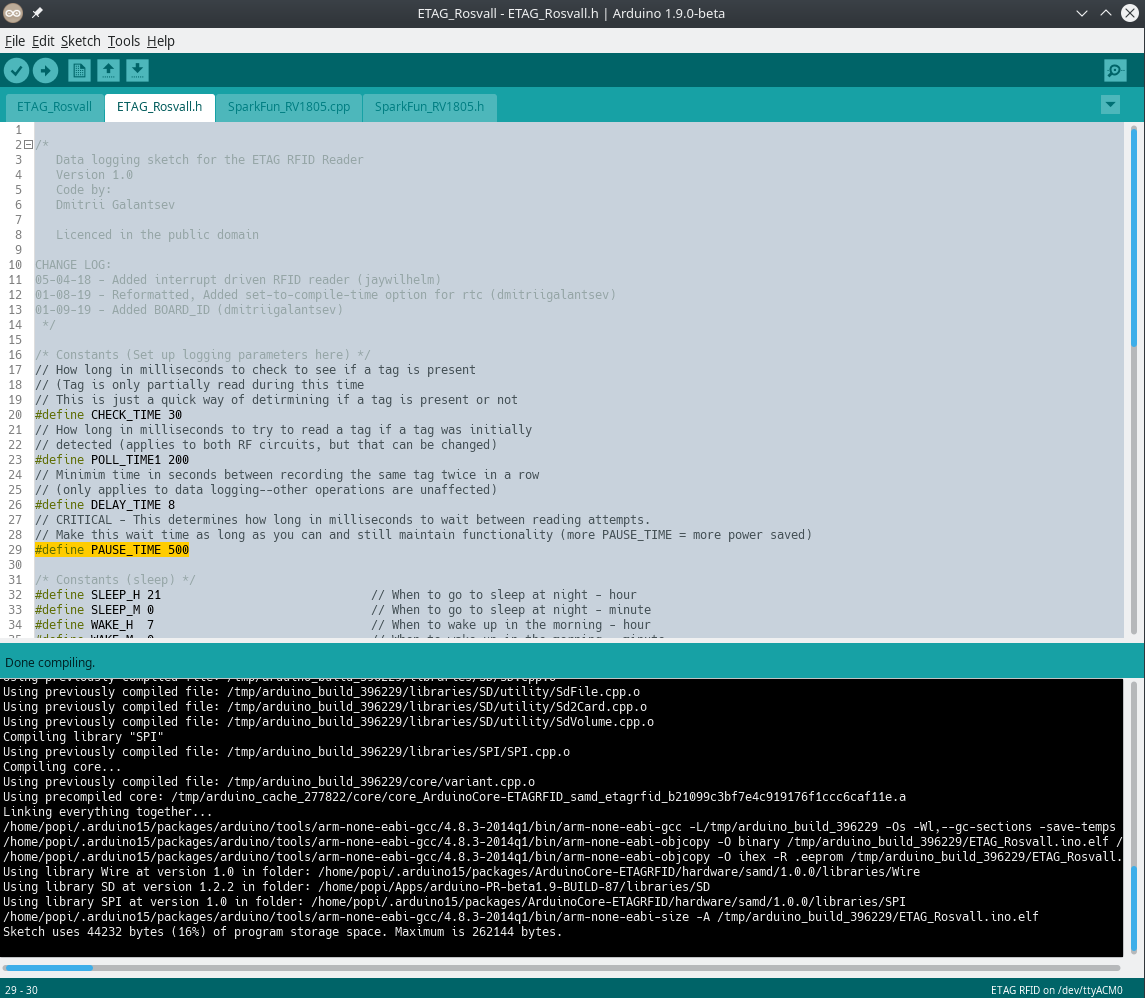 ETAG_Rosvall - ETAG_Rosvall.h | Arduino 1.9.0-beta
File Edit Sketch Tools Help
ETAG_Rosvall ETAG_Rosvall.h SparkFun_RV1805.cpp SparkFun_RV1805.h
1
2 /*
3 Data logging sketch for the ETAG RFID Reader
4 Version 1.0
5 Code by:
6 Dmitrii Galantsev
7
8 Licenced in the public domain
9
10 CHANGE LOG:
11 05-04-18 - Added interrupt driven RFID reader (jaywilhelm)
12 01-08-19 - Reformatted, Added set-to-compile-time option for rtc (dmitriigalantsev)
13 01-09-19 - Added BOARD_ID (dmitriigalantsev)
14 */
15
16 /* Constants (Set up logging parameters here) */
17 // How long in milliseconds to check to see if a tag is present
18 // (Tag is only partially read during this time
19 // This is just a quick way of detirmining if a tag is present or not
20 #define CHECK_TIME 30
21 // How long in milliseconds to try to read a tag if a tag was initially
22 // detected (applies to both RF circuits, but that can be changed)
23 #define POLL_TIME1 200
24 // Minimim time in seconds between recording the same tag twice in a row
25 // (only applies to data logging--other operations are unaffected)
26 #define DELAY_TIME 8
27 // CRITICAL - This determines how long in milliseconds to wait between reading attempts.
28 // Make this wait time as long as you can and still maintain functionality (more PAUSE_TIME = more power saved)
29 #define PAUSE_TIME 500
30
31 /* Constants (sleep) */
32 #define SLEEP_H 21 // When to go to sleep at night - hour
33 #define SLEEP_M 0 // When to go to sleep at night - minute
34 #define WAKE_H 7 // When to wake up in the morning - hour
35 #define WAKE_M 0 // When to wake up in the morning - minute
Done compiling.
Using previously compiled file: /tmp/arduino_build_396229/libraries/SD/SD.cpp.o
Using previously compiled file: /tmp/arduino_build_396229/libraries/SD/utility/SdFile.cpp.o
Using previously compiled file: /tmp/arduino_build_396229/libraries/SD/utility/Sd2Card.cpp.o
Using previously compiled file: /tmp/arduino_build_396229/libraries/SD/utility/SdVolume.cpp.o
Compiling library "SPI"
Using previously compiled file: /tmp/arduino_build_396229/libraries/SPI/SPI.cpp.o
Compiling core...
Using previously compiled file: /tmp/arduino_build_396229/core/variant.cpp.o
Using precompiled core: /tmp/arduino_cache_277822/core/core_ArduinoCore-ETAGRFID_samd_etagrfid_b21099c3bf7e4c919176f1ccc6caf11e.a
Linking everything together...
/home/popi/.arduino15/packages/arduino/tools/arm-none-eabi-gcc/4.8.3-2014q1/bin/arm-none-eabi-gcc -L/tmp/arduino_build_396229 -Os -Wl,--gc-sections -save-temps
/home/popi/.arduino15/packages/arduino/tools/arm-none-eabi-gcc/4.8.3-2014q1/bin/arm-none-eabi-objcopy -O binary /tmp/arduino_build_396229/ETAG_Rosvall.ino.elf /
/home/popi/.arduino15/packages/arduino/tools/arm-none-eabi-gcc/4.8.3-2014q1/bin/arm-none-eabi-objcopy -O ihex -R .eeprom /tmp/arduino_build_396229/ETAG_Rosvall.
Using library Wire at version 1.0 in folder: /home/popi/.arduino15/packages/ArduinoCore-ETAGRFID/hardware/samd/1.0.0/libraries/Wire
Using library SD at version 1.2.2 in folder: /home/popi/Apps/arduino-PR-beta1.9-BUILD-87/libraries/SD
Using library SPI at version 1.0 in folder: /home/popi/.arduino15/packages/ArduinoCore-ETAGRFID/hardware/samd/1.0.0/libraries/SPI
/home/popi/.arduino15/packages/arduino/tools/arm-none-eabi-gcc/4.8.3-2014q1/bin/arm-none-eabi-size -A /tmp/arduino_build_396229/ETAG_Rosvall.ino.elf
Sketch uses 44232 bytes (16%) of program storage space. Maximum is 262144 bytes.
29 - 30 ETAG RFID on /dev/ttyACM0